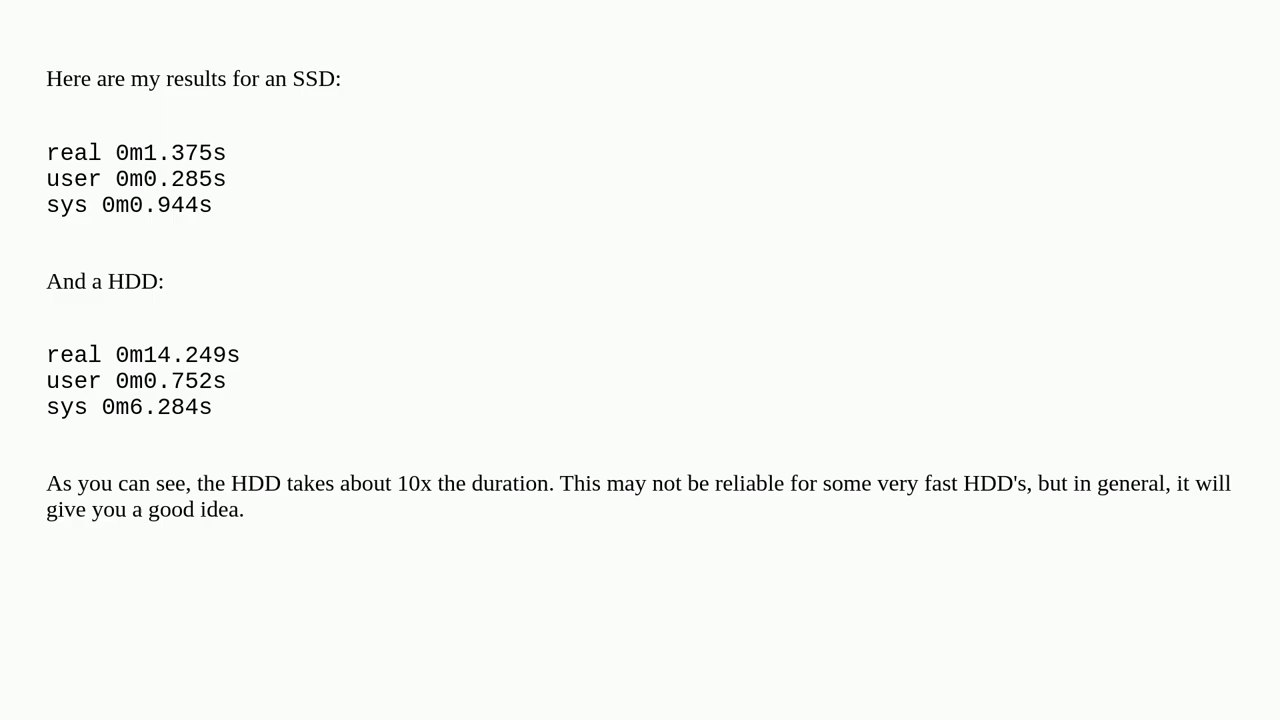 Here are my results for an SSD:
real 0m1.375s
user 0m0.285s
sys 0m0.944s
And a HDD:
real 0m14.249s
user 0m0.752s
sys 0m6.284s
As you can see, the HDD takes about 10x the duration. This may not be reliable for some very fast HDD's, but in general, it will
give you a good idea.